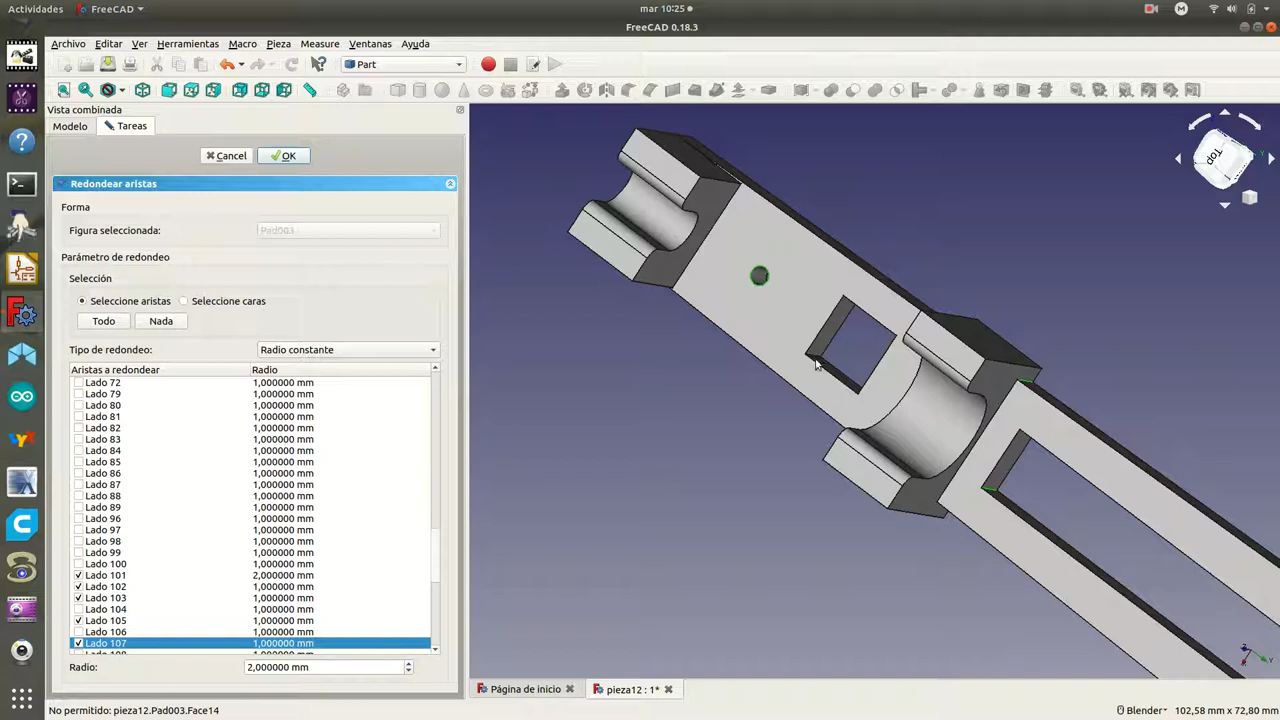 Actividades FreeCAD mar 10:25
FreeCAD 0.18.3
Archivo Editar Ver Herramientas Macro Pieza Measure Ventanas Ayuda
Part
Vista combinada
Modelo Tareas
Cancel OK
Redondear aristas
Forma
Figura seleccionada: Pad003
Parámetro de redondeo
Selección
Seleccione aristas Seleccione caras
Todo Nada
Tipo de redondeo: Radio constante
Aristas a redondear Radio
Lado 72 1,000000 mm
Lado 79 1,000000 mm
Lado 80 1,000000 mm
Lado 81 1,000000 mm
Lado 82 1,000000 mm
Lado 83 1,000000 mm
Lado 84 1,000000 mm
Lado 85 1,000000 mm
Lado 86 1,000000 mm
Lado 87 1,000000 mm
Lado 88 1,000000 mm
Lado 89 1,000000 mm
Lado 96 1,000000 mm
Lado 97 1,000000 mm
Lado 98 1,000000 mm
Lado 99 1,000000 mm
Lado 100 1,000000 mm
Lado 101 2,000000 mm
Lado 102 1,000000 mm
Lado 103 1,000000 mm
Lado 104 1,000000 mm
Lado 105 1,000000 mm
Lado 106 1,000000 mm
Lado 107 1,000000 mm
Radio: 2,000000 mm
Top
Página de inicio pieza12 : 1*
No permitido: pieza12.Pad003.Face14 Blender 102,58 mm x 72,80 mm